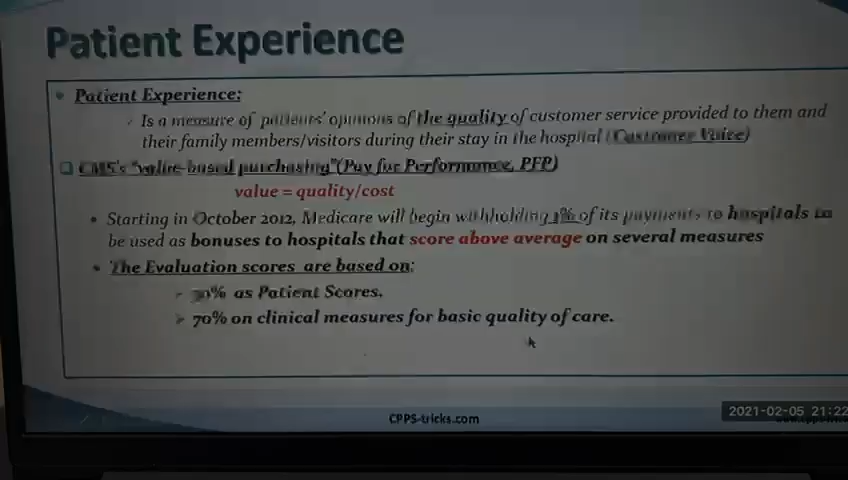 Patient Experience
Patient Experience:
Is a measure of patients' opinions of the quality of customer service provided to them and
their family members/visitors during their stay in the hospital (Customer Voice)
CMS's "value-based purchasing"(Pay for Performance, PFP)
value = quality/cost
Starting in October 2012, Medicare will begin withholding 1% of its payments to hospitals to
be used as bonuses to hospitals that score above average on several measures
The Evaluation scores are based on:
30% as Patient Scores.
70% on clinical measures for basic quality of care.
CPPS-tricks.com
2021-02-05 21:22